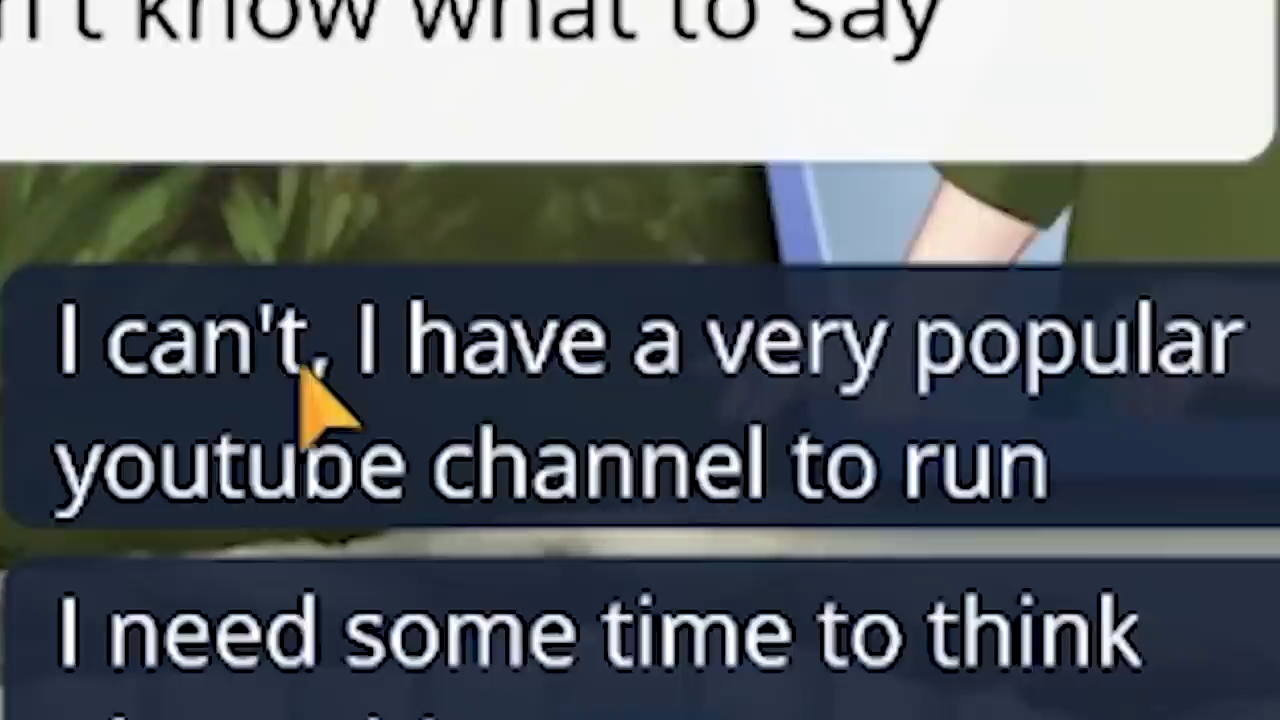 know what to say
I can't, I have a very popular
youtube channel to run
I need some time to think